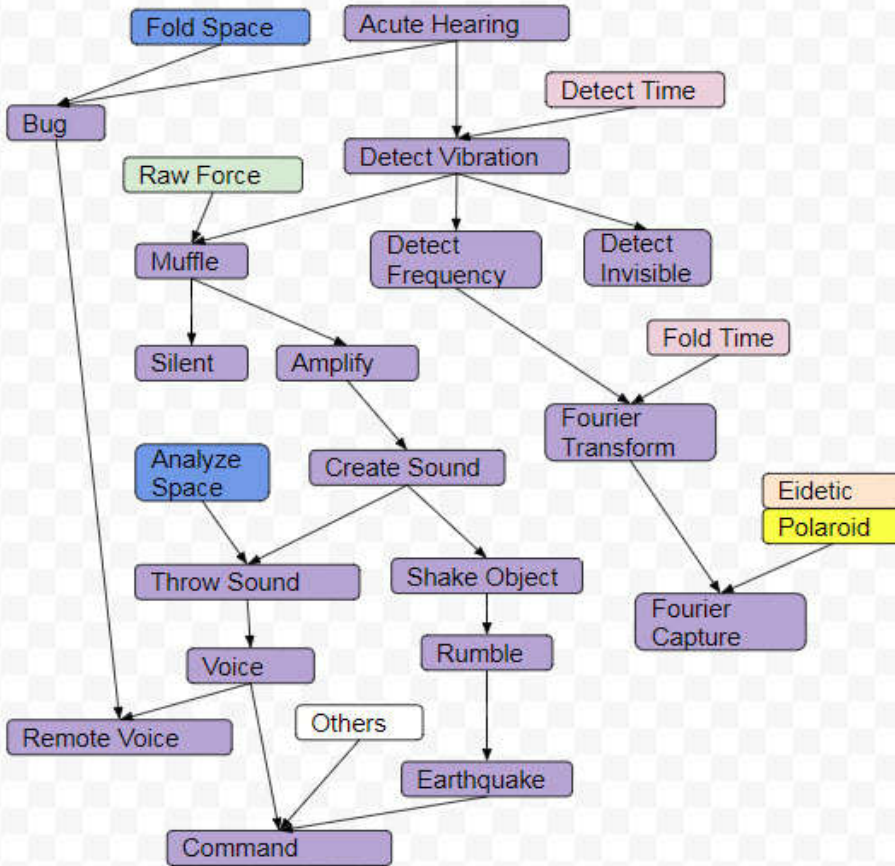 Fold Space
Acute Hearing
Detect Time
Bug
Detect Vibration
Raw Force
Muffle
Detect
Frequency
Detect
Invisible
Silent
Amplify
Fold Time
Fourier
Transform
Analyze
Space
Create Sound
Eidetic
Polaroid
Throw Sound
Shake Object
Fourier
Capture
Voice
Rumble
Remote Voice
Others
Earthquake
Command